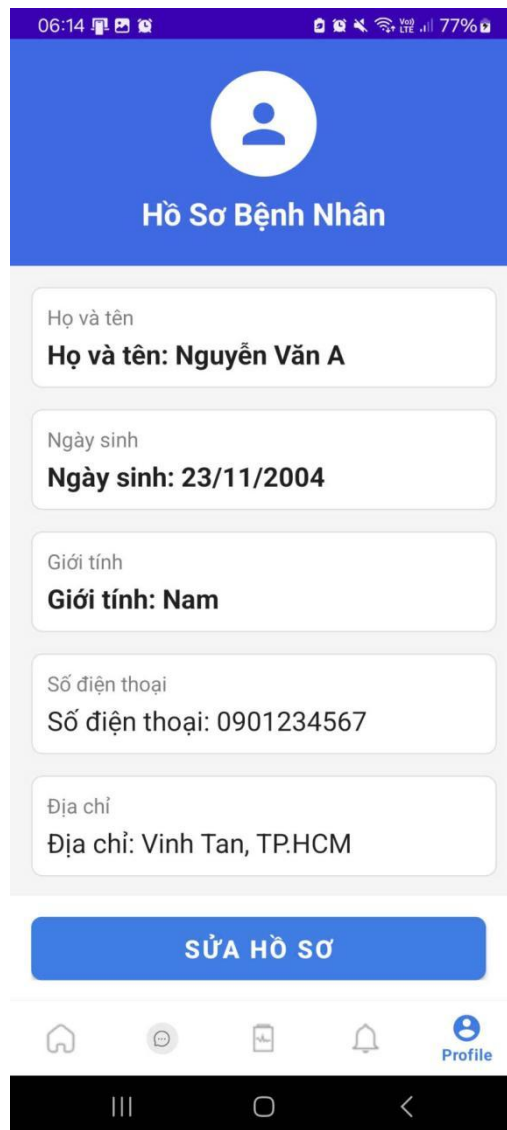 06:14
77%
Hồ Sơ Bệnh Nhân
Họ và tên
Họ và tên: Nguyễn Văn A
Ngày sinh
Ngày sinh: 23/11/2004
Giới tính
Giới tính: Nam
Số điện thoại
Số điện thoại: 0901234567
Địa chỉ
Địa chỉ: Vinh Tan, TP.HCM
SỬA HỒ SƠ
Profile